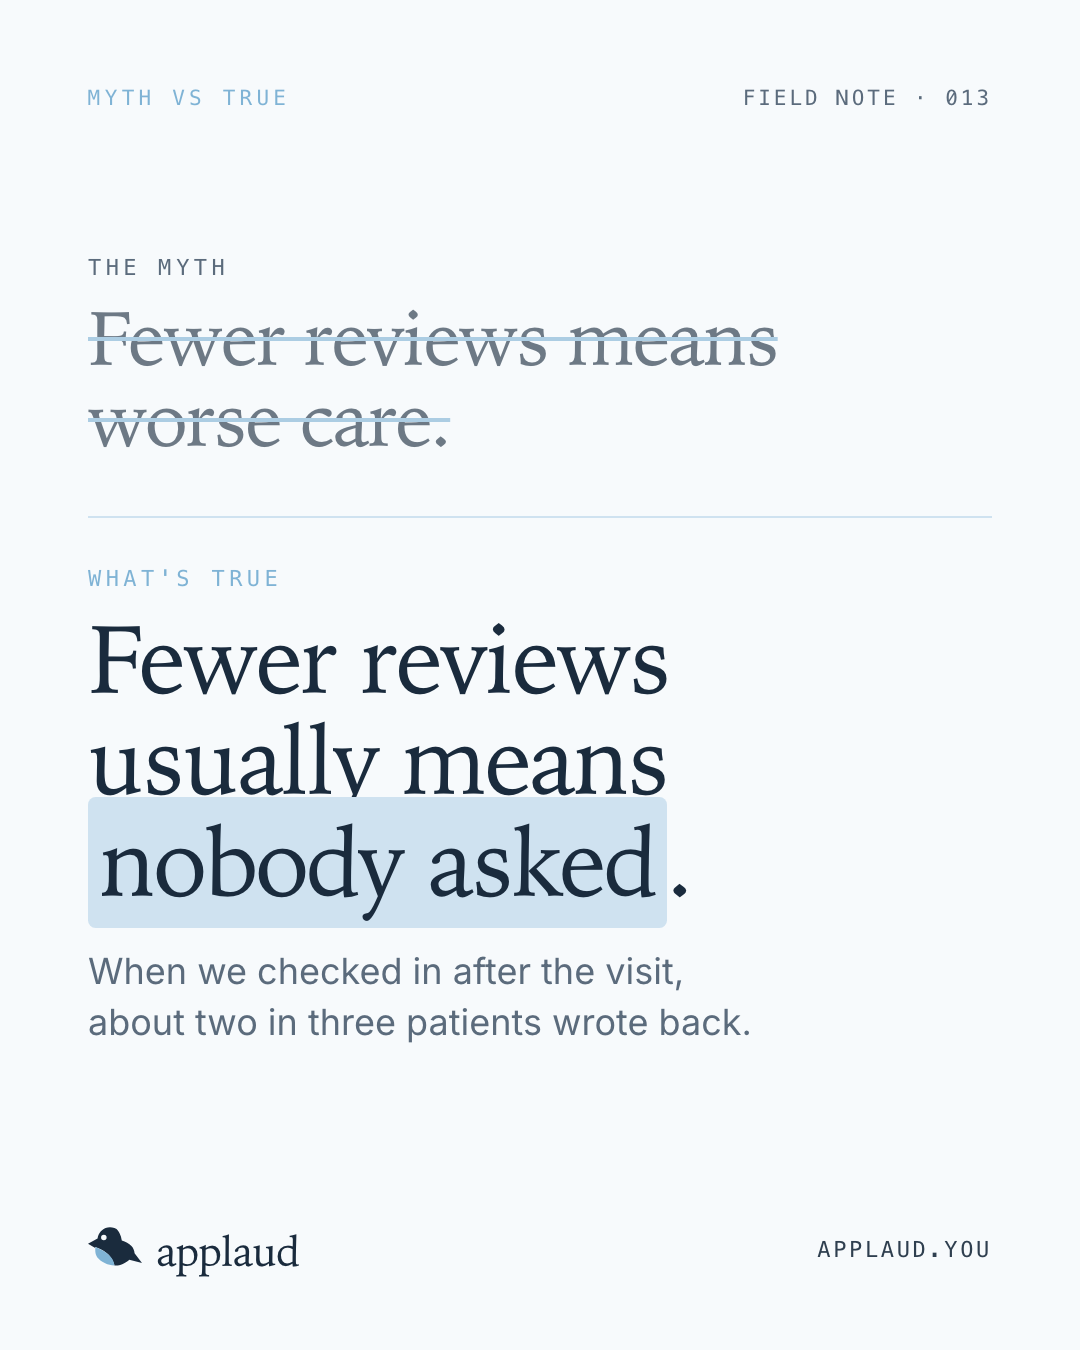 MYTH VS TRUE
FIELD NOTE · 013
THE MYTH
Fewer reviews means
worse care.
WHAT'S TRUE
Fewer reviews
usually means
nobody asked.
When we checked in after the visit,
about two in three patients wrote back.
applaud
APPLAUD.YOU